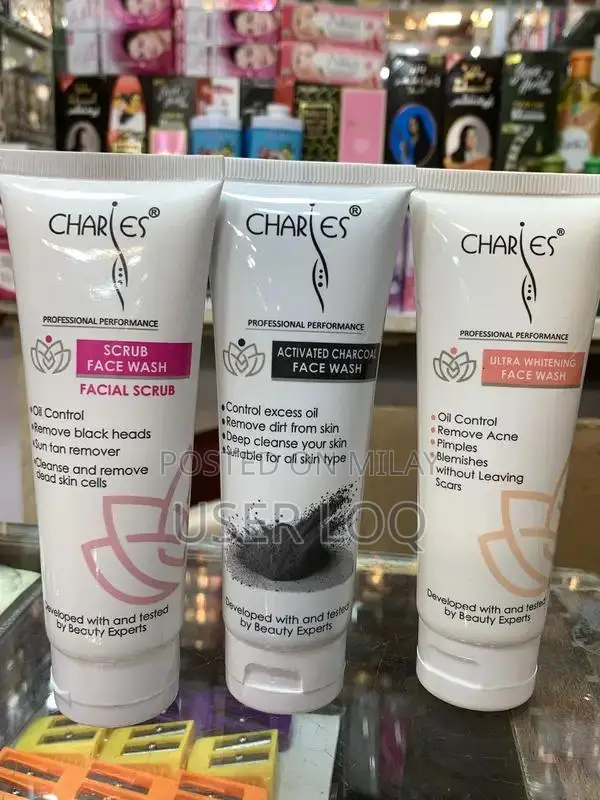 CHARLES®
PROFESSIONAL PERFORMANCE
SCRUB
FACE WASH
FACIAL SCRUB
Oil Control
Remove black heads
Sun tan remover
Cleanse and remove
dead skin cells
Developed with and tested
by Beauty Experts
CHARLES®
PROFESSIONAL PERFORMANCE
ACTIVATED CHARCOAL
FACE WASH
Control excess oil
Remove dirt from skin
Deep cleanse your skin
Suitable for all skin type
Developed with and tested
by Beauty Experts
CHARLES®
PROFESSIONAL PERFORMANCE
ULTRA WHITENING
FACE WASH
Oil Control
Remove Acne
Pimples
Blemishes
without Leaving
Scars
Developed with and tested
by Beauty Experts
POSTED ON MILAY
USER LOQ